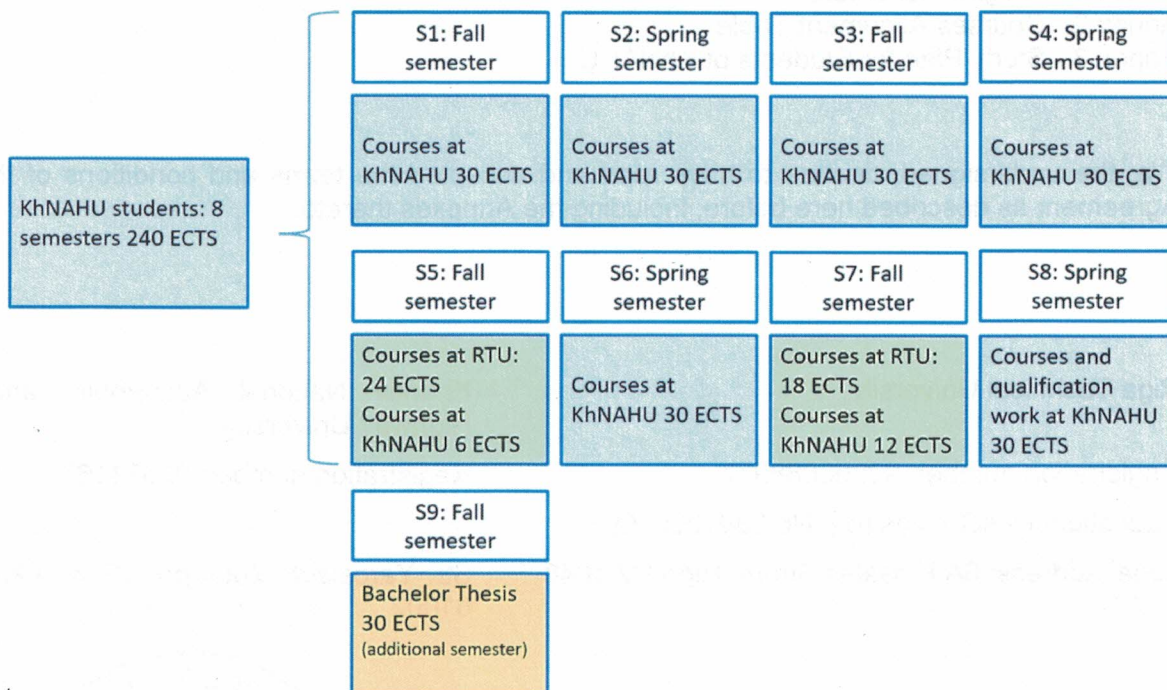 S1: Fall
semester
S2: Spring
semester
S3: Fall
semester
S4: Spring
semester
Courses at
KhNAHU 30 ECTS
Courses at
KhNAHU 30 ECTS
Courses at
KhNAHU 30 ECTS
Courses at
KhNAHU 30 ECTS
KhNAHU students: 8
semesters 240 ECTS
S5: Fall
semester
S6: Spring
semester
S7: Fall
semester
S8: Spring
semester
Courses at RTU:
24 ECTS
Courses at
KhNAHU 6 ECTS
Courses at
KhNAHU 30 ECTS
Courses at RTU:
18 ECTS
Courses at
KhNAHU 12 ECTS
Courses and
qualification
work at KhNAHU
30 ECTS
S9: Fall
semester
Bachelor Thesis
30 ECTS
(additional semester)